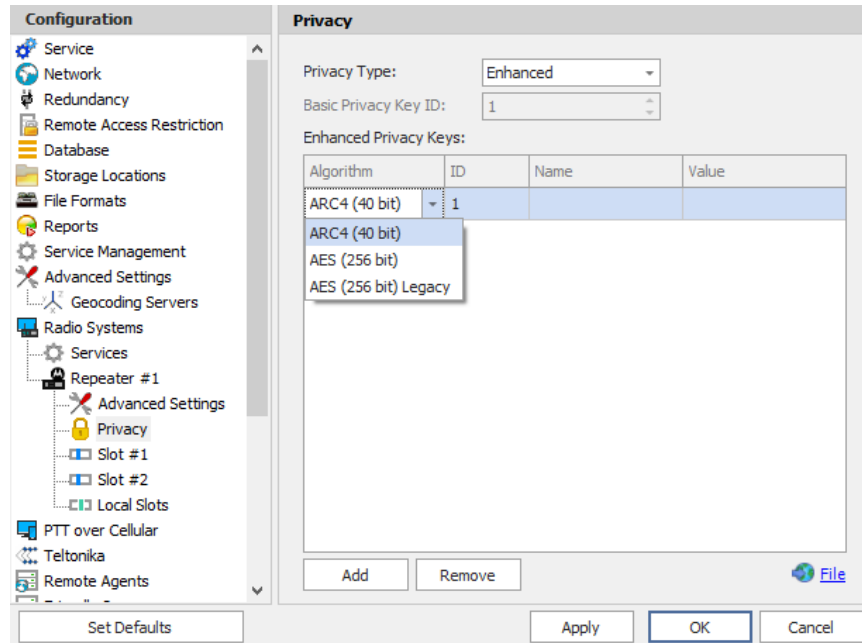 Configuration
Service
Network
Redundancy
Remote Access Restriction
Database
Storage Locations
File Formats
Reports
Service Management
Advanced Settings
Geocoding Servers
Radio Systems
Services
Repeater #1
Advanced Settings
Privacy
Slot #1
Slot #2
Local Slots
PTT over Cellular
Teltonika
Remote Agents
Set Defaults
Privacy
Privacy Type: Enhanced
Basic Privacy Key ID: 1
Enhanced Privacy Keys:
Algorithm ID Name Value
ARC4 (40 bit) 1
ARC4 (40 bit)
AES (256 bit)
AES (256 bit) Legacy
Add Remove File
Apply OK Cancel